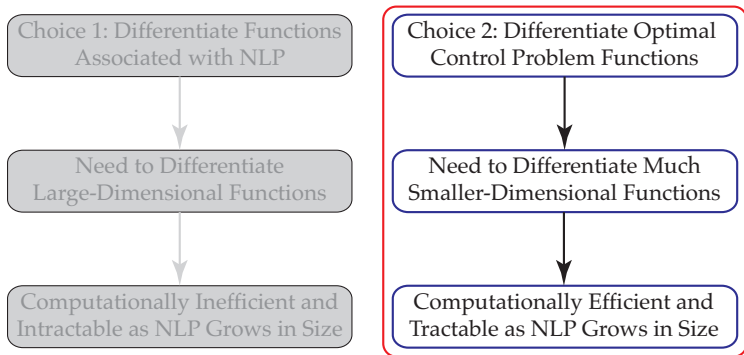 Choice 1: Differentiate Functions
Associated with NLP
Need to Differentiate
Large-Dimensional Functions
Computationally Inefficient and
Intractable as NLP Grows in Size
Choice 2: Differentiate Optimal
Control Problem Functions
Need to Differentiate Much
Smaller-Dimensional Functions
Computationally Efficient and
Tractable as NLP Grows in Size